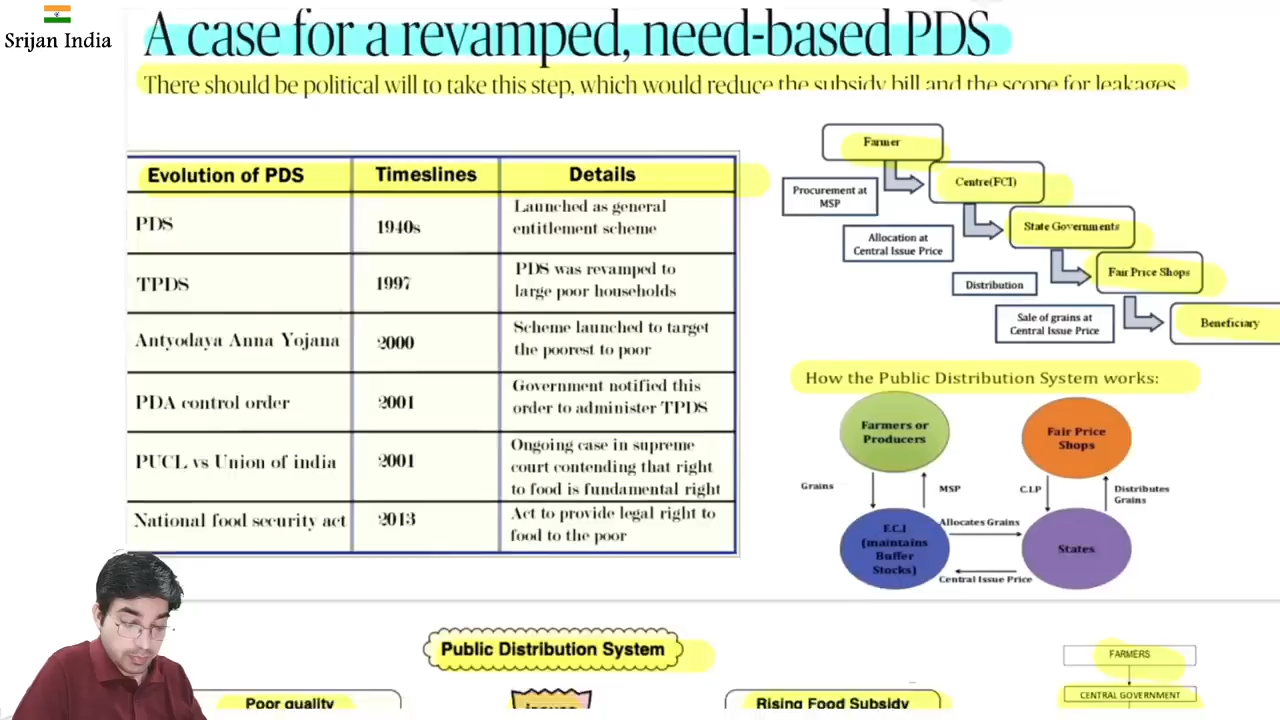 Srijan India
A case for a revamped, need-based PDS
There should be political will to take this step, which would reduce the subsidy bill and the scope for leakages
Evolution of PDS Timeslines Details
PDS 1940s Launched as general
entitlement scheme
TPDS 1997 PDS was revamped to
large poor households
Antyodaya Anna Yojana 2000 Scheme launched to target
the poorest to poor
PDA control order 2001 Government notified this
order to administer TPDS
PUCL vs Union of india 2001 Ongoing case in supreme
court contending that right
to food is fundamental right
National food security act 2013 Act to provide legal right to
food to the poor
Farmer
Procurement at
MSP
Centre(FCI)
Allocation at
Central Issue Price
State Governments
Distribution
Fair Price Shops
Sale of grains at
Central Issue Price
Beneficiary
How the Public Distribution System works:
Farmers or
Producers
Fair Price
Shops
Grains
MSP
C.I.P
Distributes
Grains
F.C.I
(maintains
Buffer
Stocks)
Allocates Grains
States
Central Issue Price
Public Distribution System
Poor quality
issues
Rising Food Subsidy
FARMERS
CENTRAL GOVERNMENT